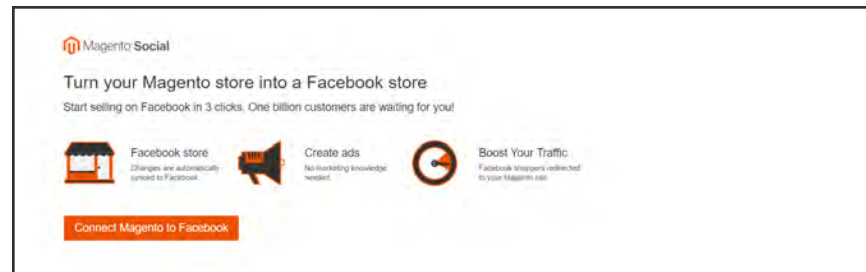 Magento Social
Turn your Magento store into a Facebook store
Start selling on Facebook in 3 clicks. One billion customers are waiting for you!
Facebook store
Changes are automatically
synced to Facebook
Create ads
No marketing knowledge
needed
Boost Your Traffic
Facebook shoppers redirected
to your Magento site
Connect Magento to Facebook